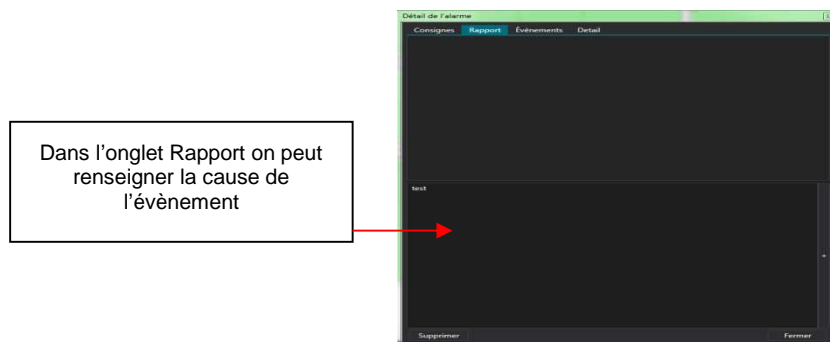 Détail de l'alarme
Consignes Rapport Évènements Detail
Dans l'onglet Rapport on peut
renseigner la cause de
l'évènement
test
+
Supprimer Fermer